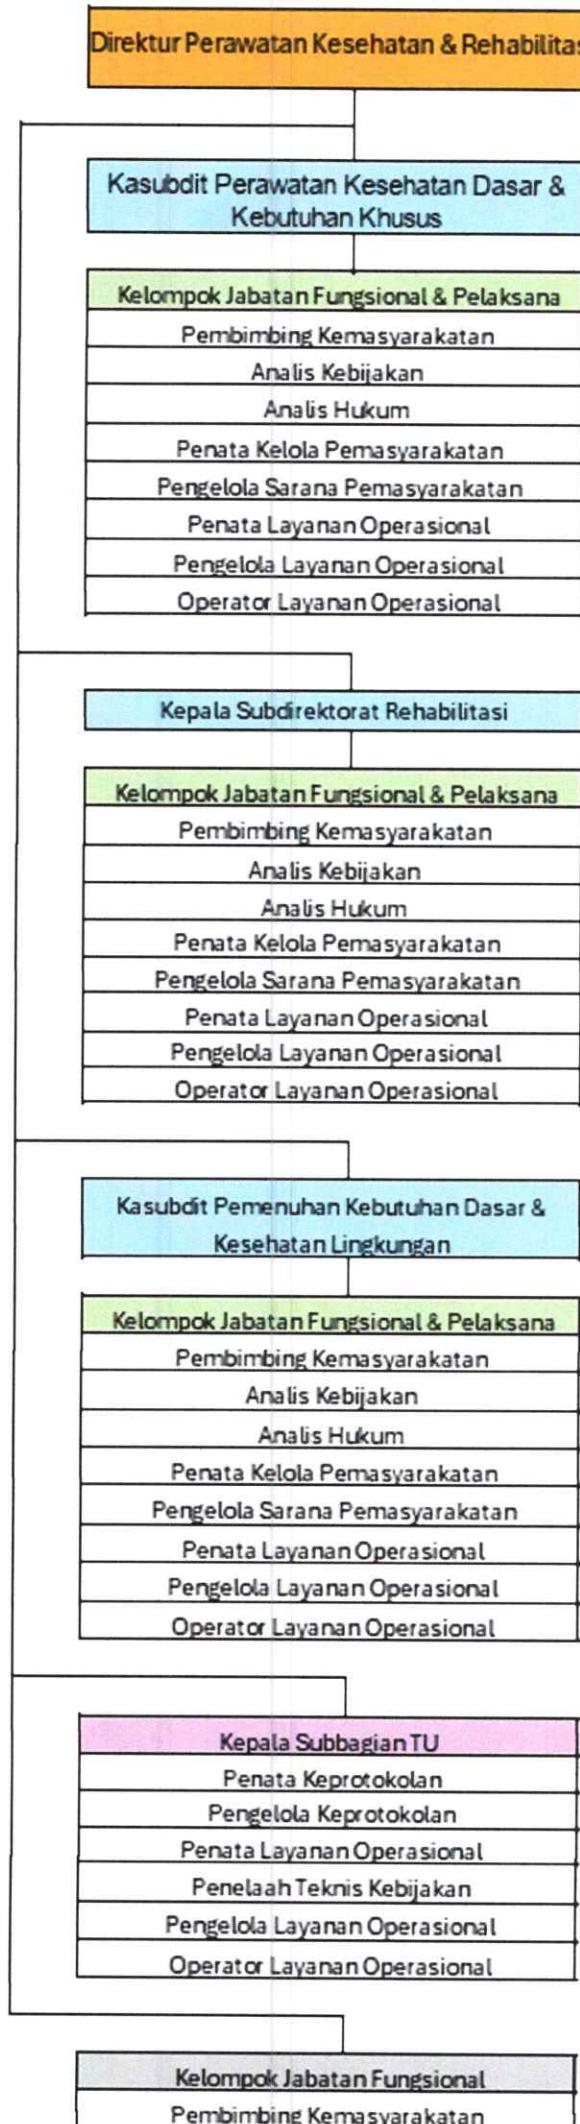 Direktur Perawatan Kesehatan & Rehabilitas
Kasubdit Perawatan Kesehatan Dasar &
Kebutuhan Khusus
Kelompok Jabatan Fungsional & Pelaksana
Pembimbing Kemasyarakatan
Analis Kebijakan
Analis Hukum
Penata Kelola Pemasyarakatan
Pengelola Sarana Pemasyarakatan
Penata Layanan Operasional
Pengelola Layanan Operasional
Operator Layanan Operasional
Kepala Subdirektorat Rehabilitasi
Kelompok Jabatan Fungsional & Pelaksana
Pembimbing Kemasyarakatan
Analis Kebijakan
Analis Hukum
Penata Kelola Pemasyarakatan
Pengelola Sarana Pemasyarakatan
Penata Layanan Operasional
Pengelola Layanan Operasional
Operator Layanan Operasional
Kasubdit Pemenuhan Kebutuhan Dasar &
Kesehatan Lingkungan
Kelompok Jabatan Fungsional & Pelaksana
Pembimbing Kemasyarakatan
Analis Kebijakan
Analis Hukum
Penata Kelola Pemasyarakatan
Pengelola Sarana Pemasyarakatan
Penata Layanan Operasional
Pengelola Layanan Operasional
Operator Layanan Operasional
Kepala Subbagian TU
Penata Keprotokolan
Pengelola Keprotokolan
Penata Layanan Operasional
Penelaah Teknis Kebijakan
Pengelola Layanan Operasional
Operator Layanan Operasional
Kelompok Jabatan Fungsional
Pembimbing Kemasyarakatan